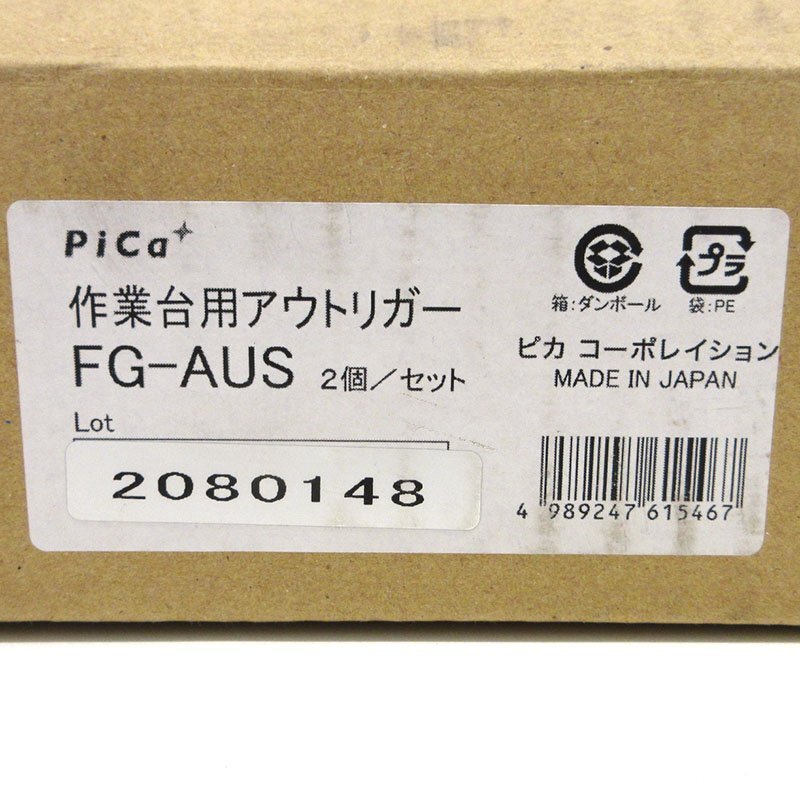 PiCa
作業台用アウトリガー
FG-AUS 2個／セット
Lot
2080148
プラ
箱:ダンボール 袋:PE
ピカ コーポレイション
MADE IN JAPAN
4 989247 615467